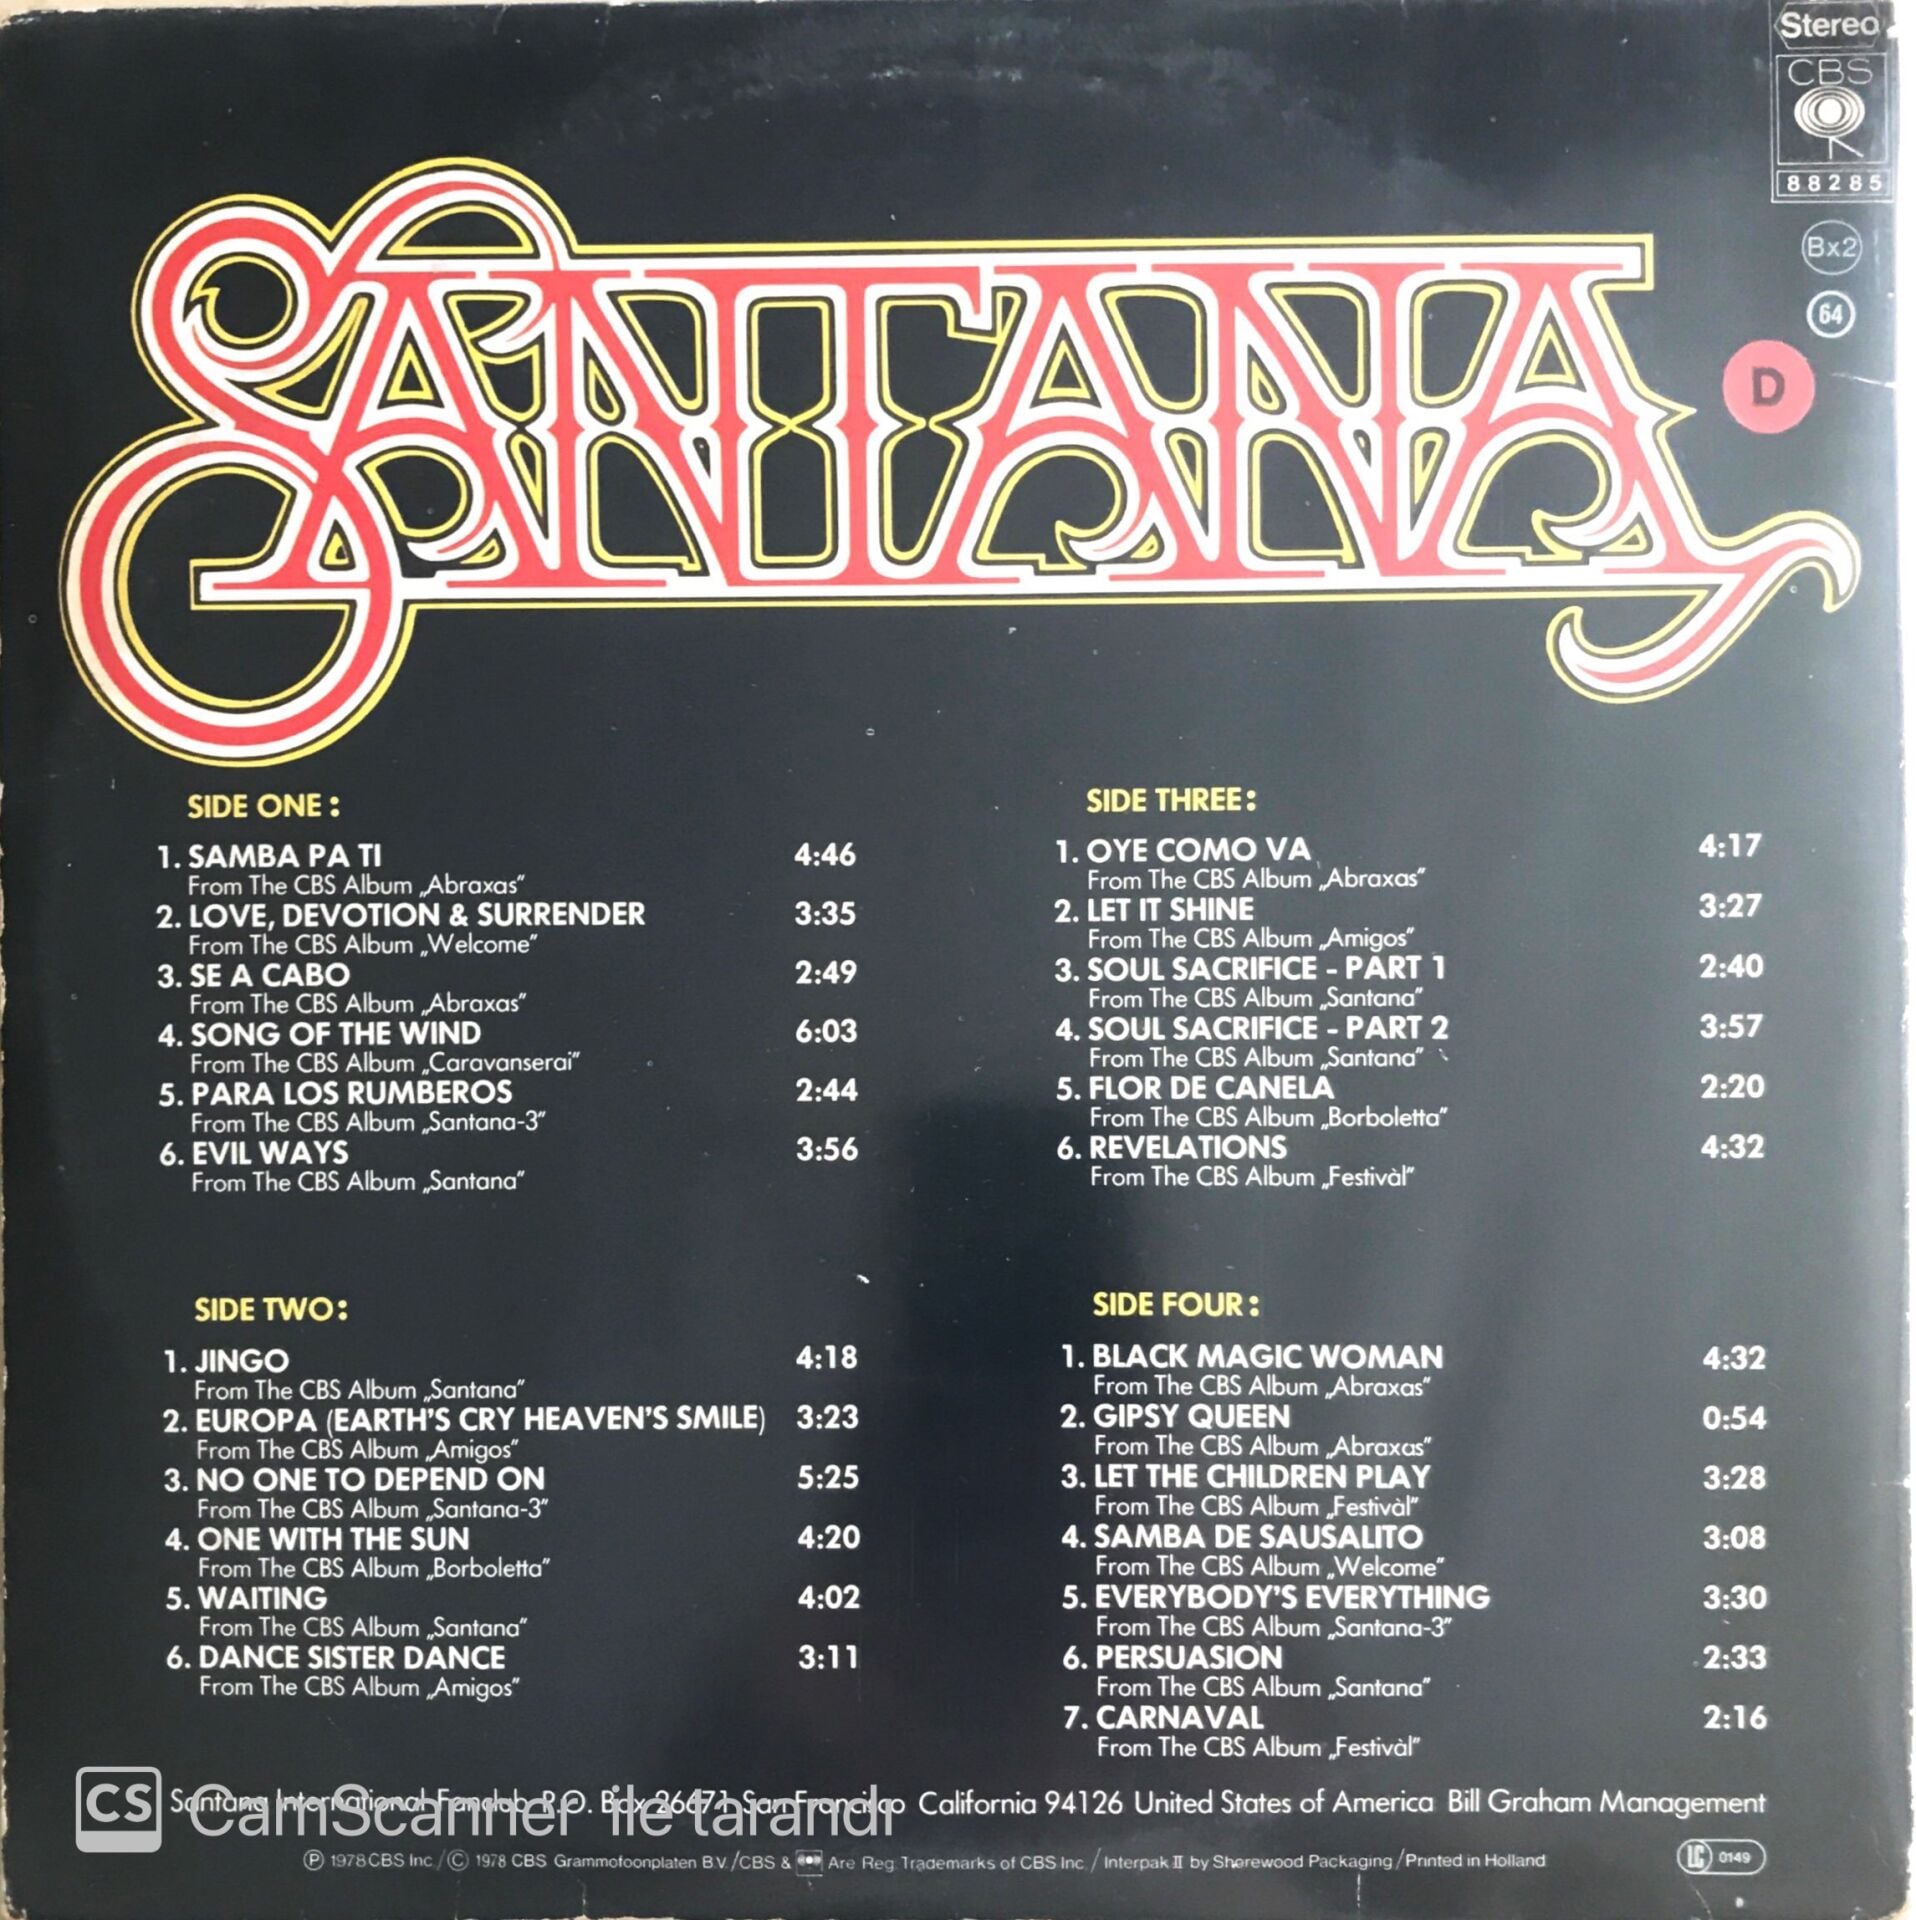 Stereo
CBS
88285
Bx2
64
D
SANTANA
SIDE ONE:
1. SAMBA PA TI 4:46
From The CBS Album „Abraxas”
2. LOVE, DEVOTION & SURRENDER 3:35
From The CBS Album „Welcome”
3. SE A CABO 2:49
From The CBS Album „Abraxas”
4. SONG OF THE WIND 6:03
From The CBS Album „Caravanserai”
5. PARA LOS RUMBEROS 2:44
From The CBS Album „Santana-3”
6. EVIL WAYS 3:56
From The CBS Album „Santana”
SIDE TWO:
1. JINGO 4:18
From The CBS Album „Santana”
2. EUROPA (EARTH'S CRY HEAVEN'S SMILE) 3:23
From The CBS Album „Amigos”
3. NO ONE TO DEPEND ON 5:25
From The CBS Album „Santana-3”
4. ONE WITH THE SUN 4:20
From The CBS Album „Borboletta”
5. WAITING 4:02
From The CBS Album „Santana”
6. DANCE SISTER DANCE 3:11
From The CBS Album „Amigos”
SIDE THREE:
1. OYE COMO VA 4:17
From The CBS Album „Abraxas”
2. LET IT SHINE 3:27
From The CBS Album „Amigos”
3. SOUL SACRIFICE - PART 1 2:40
From The CBS Album „Santana”
4. SOUL SACRIFICE - PART 2 3:57
From The CBS Album „Santana”
5. FLOR DE CANELA 2:20
From The CBS Album „Borboletta”
6. REVELATIONS 4:32
From The CBS Album „Festivàl”
SIDE FOUR:
1. BLACK MAGIC WOMAN 4:32
From The CBS Album „Abraxas”
2. GIPSY QUEEN 0:54
From The CBS Album „Abraxas”
3. LET THE CHILDREN PLAY 3:28
From The CBS Album „Festivàl”
4. SAMBA DE SAUSALITO 3:08
From The CBS Album „Welcome”
5. EVERYBODY'S EVERYTHING 3:30
From The CBS Album „Santana-3”
6. PERSUASION 2:33
From The CBS Album „Santana”
7. CARNAVAL 2:16
From The CBS Album „Festivàl”
Santana International Fanclub P.O. Box San Francisco California 94126 United States of America Bill Graham Management
CS CamScanner ile tarandı
℗ 1978 CBS Inc./© 1978 CBS Grammofoonplaten B.V./CBS & Are Reg. Trademarks of CBS Inc./Interpak II by Shorewood Packaging/Printed in Holland
LC 0149